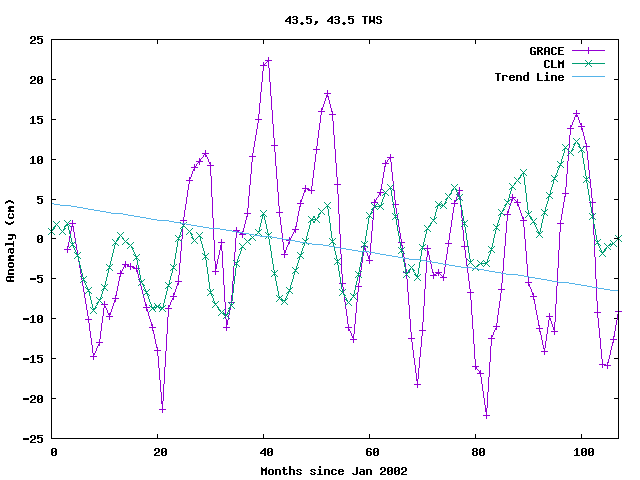 43.5, 43.5 TWS
GRACE
CLM
Trend Line
Anomaly (cm)
25
20
15
10
5
0
-5
-10
-15
-20
-25
0 20 40 60 80 100
Months since Jan 2002